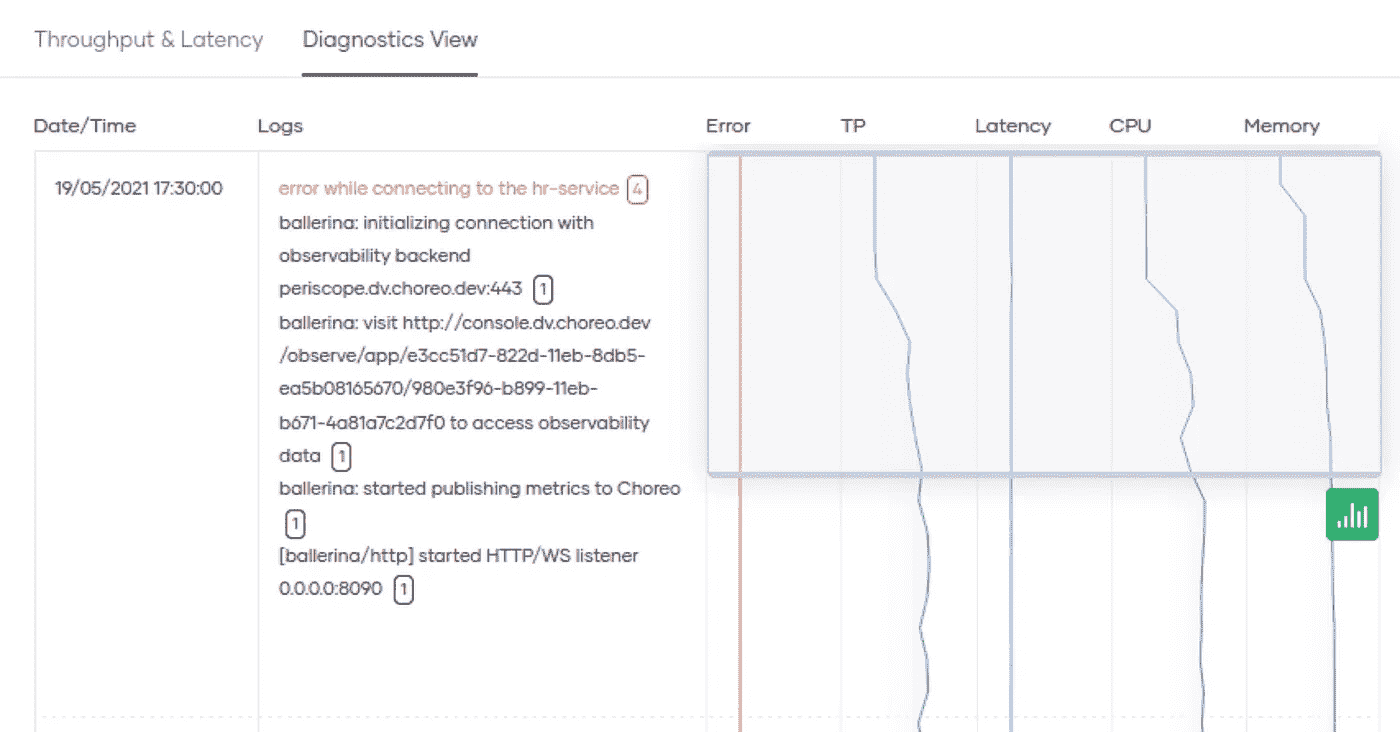 Throughput & Latency Diagnostics View
Date/Time Logs Error TP Latency CPU Memory
19/05/2021 17:30:00 error while connecting to the hr-service 4
ballerina: initializing connection with
observability backend
periscope.dv.choreo.dev:443 1
ballerina: visit http://console.dv.choreo.dev
/observe/app/e3cc51d7-822d-11eb-8db5-
ea5b08165670/980e3f96-b899-11eb-
b671-4a81a7c2d7f0 to access observability
data 1
ballerina: started publishing metrics to Choreo
1
[ballerina/http] started HTTP/WS listener
0.0.0.0:8090 1